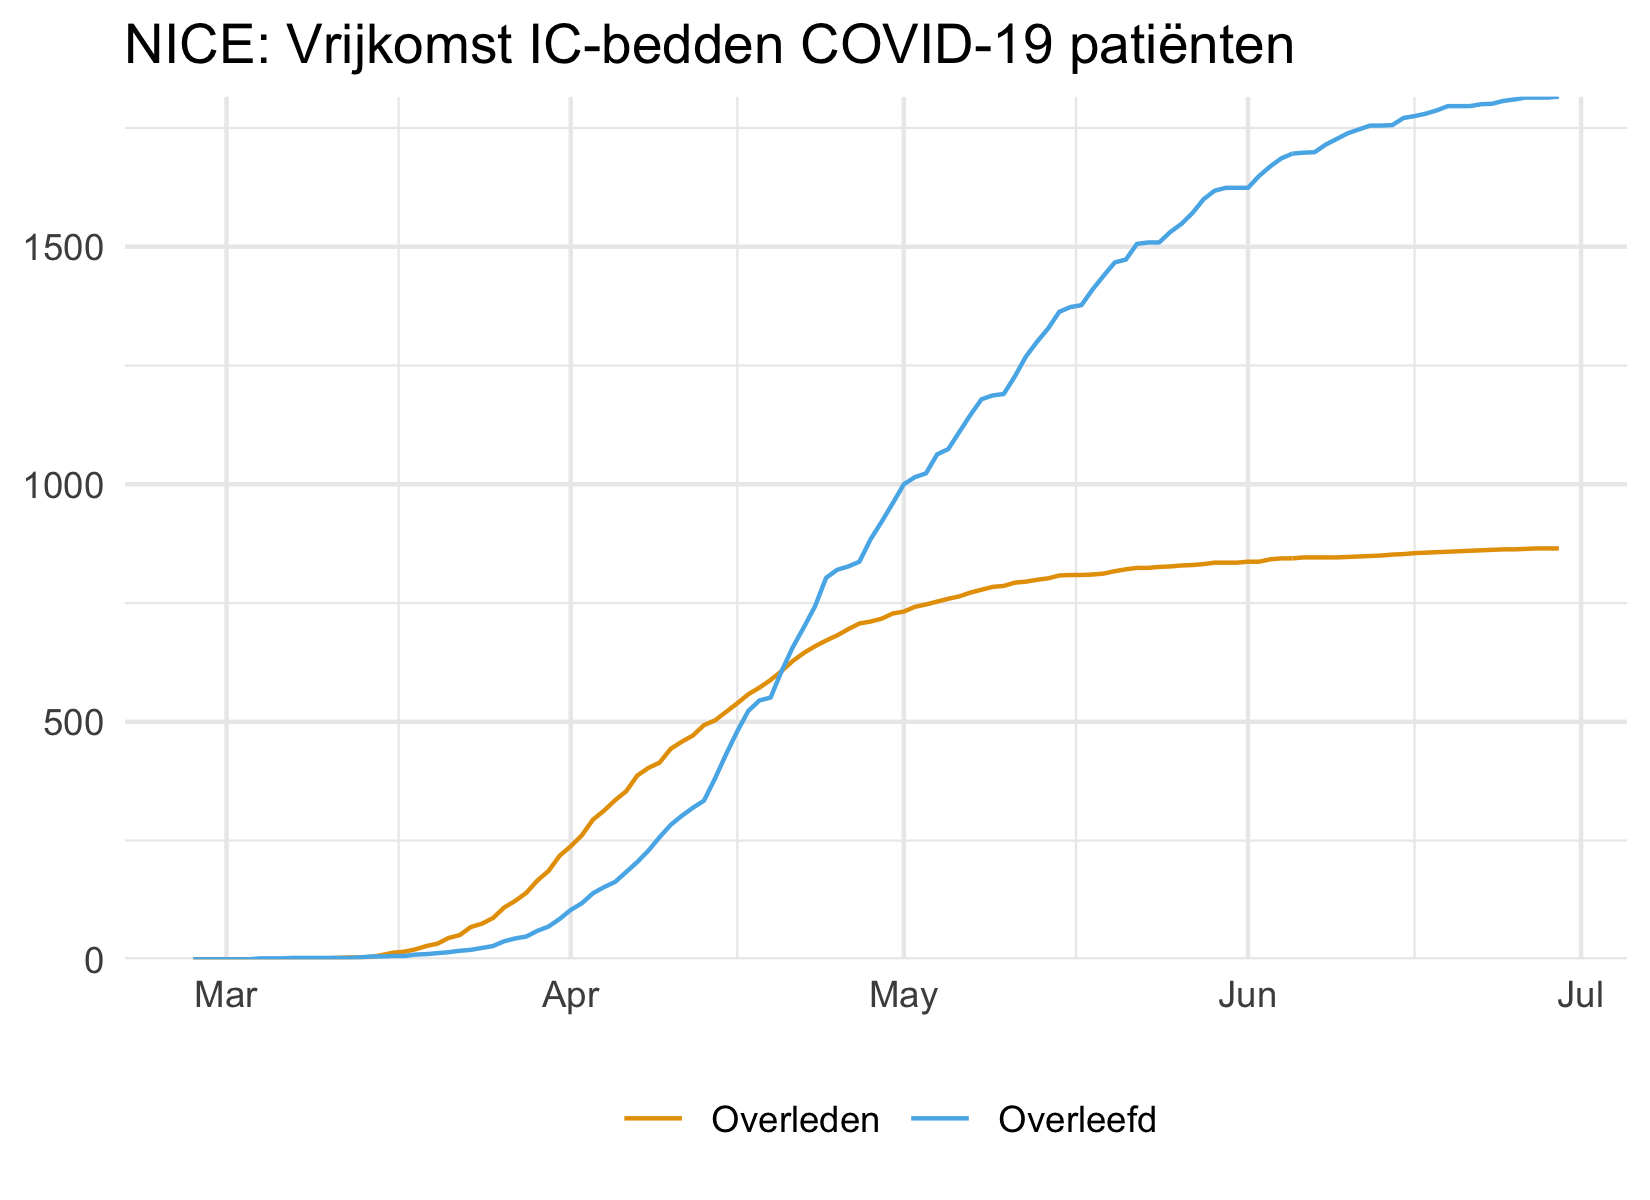 NICE: Vrijkomst IC-bedden COVID-19 patiënten
1500
1000
500
0
Mar Apr May Jun Jul
Overleden Overleefd